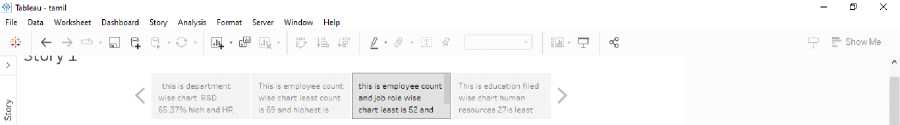 Tableau - tamil
File Data Worksheet Dashboard Story Analysis Format Server Window Help
Show Me
Story 1
Story
this is department
wise chart R&D
65.37% high and HR
This is employee count
wise chart least count
is 69 and highest is
this is employee count
and job role wise
chart least is 52 and
This is education filed
wise chart human
resources 27is least